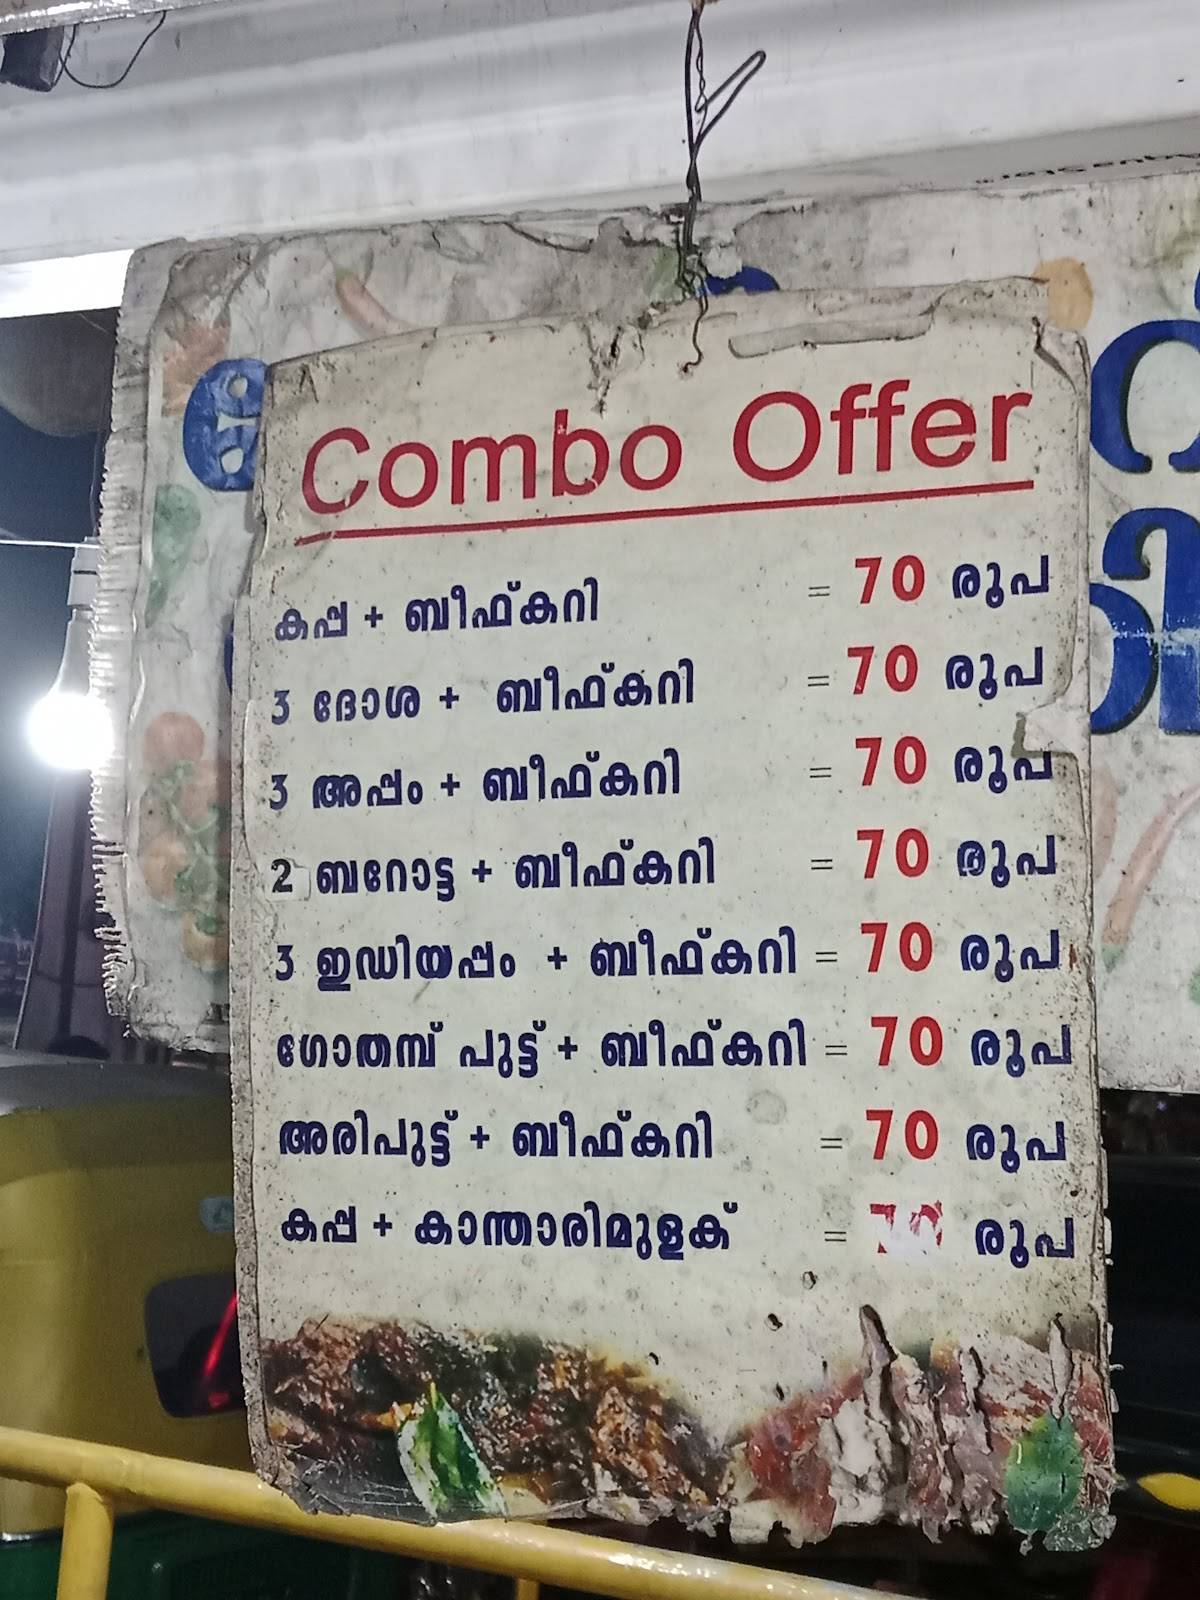 Combo Offer
കപ്പ + ബീഫ്കറി = 70 രൂപ
3 ദോശ + ബീഫ്കറി = 70 രൂപ
3 അപ്പം + ബീഫ്കറി = 70 രൂപ
2 ബറോട്ട + ബീഫ്കറി = 70 രൂപ
3 ഇഡിയപ്പം + ബീഫ്കറി = 70 രൂപ
ഗോതമ്പ് പുട്ട് + ബീഫ്കറി = 70 രൂപ
അരിപുട്ട് + ബീഫ്കറി = 70 രൂപ
കപ്പ + കാന്താരിമുളക് = രൂപ